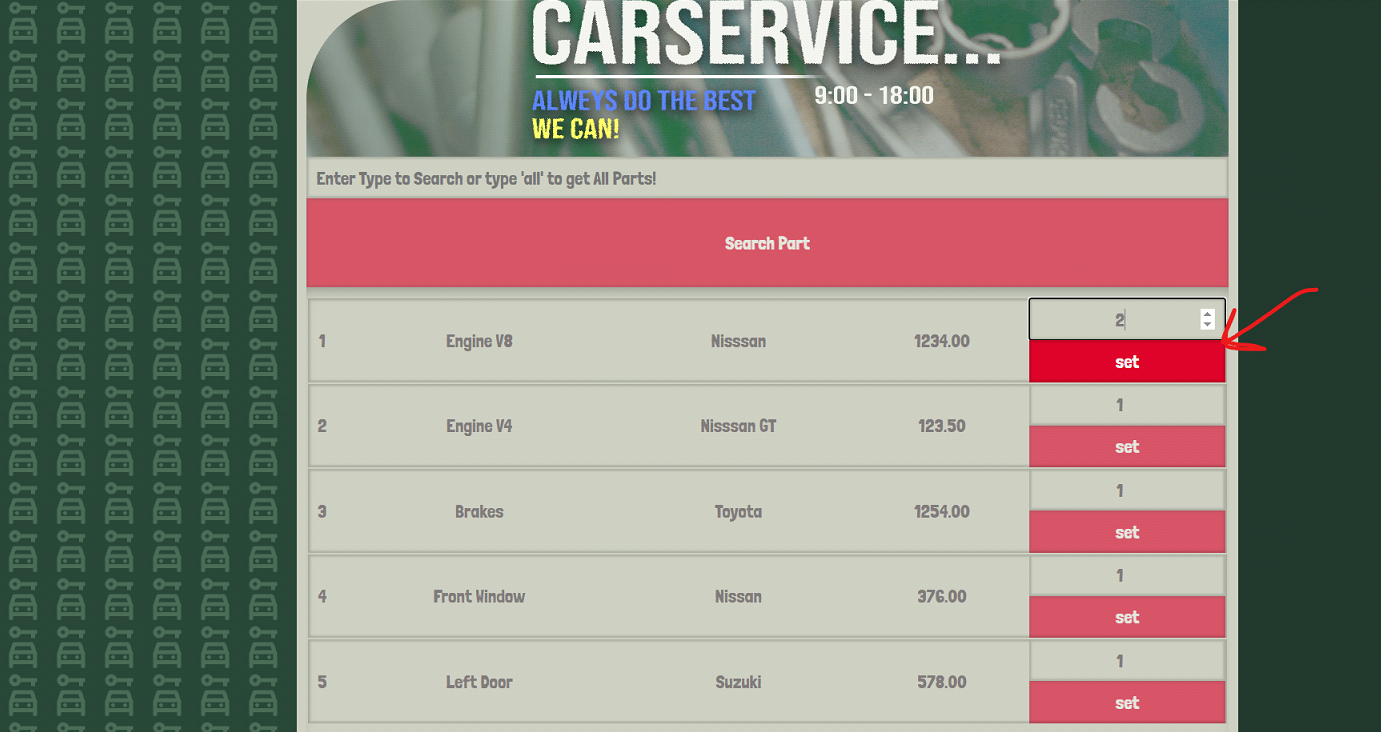 CARSERVICE...
ALWEYS DO THE BEST
9:00 - 18:00
WE CAN!
Enter Type to Search or type 'all' to get All Parts!
Search Part
1 Engine V8 Nisssan 1234.00 2
set
2 Engine V4 Nisssan GT 123.50 1
set
3 Brakes Toyota 1254.00 1
set
4 Front Window Nissan 376.00 1
set
5 Left Door Suzuki 578.00 1
set